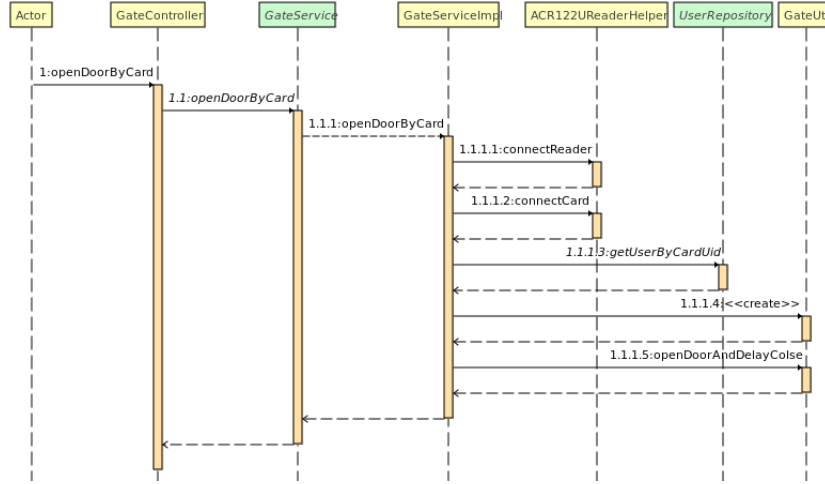 Actor
GateController
GateService
GateServiceImpl
ACR122UReaderHelper
UserRepository
GateUt
1:openDoorByCard
1.1:openDoorByCard
1.1.1:openDoorByCard
1.1.1.1:connectReader
1.1.1.2:connectCard
1.1.1.3:getUserByCardUid
1.1.1.4:<<create>>
1.1.1.5:openDoorAndDelayColse